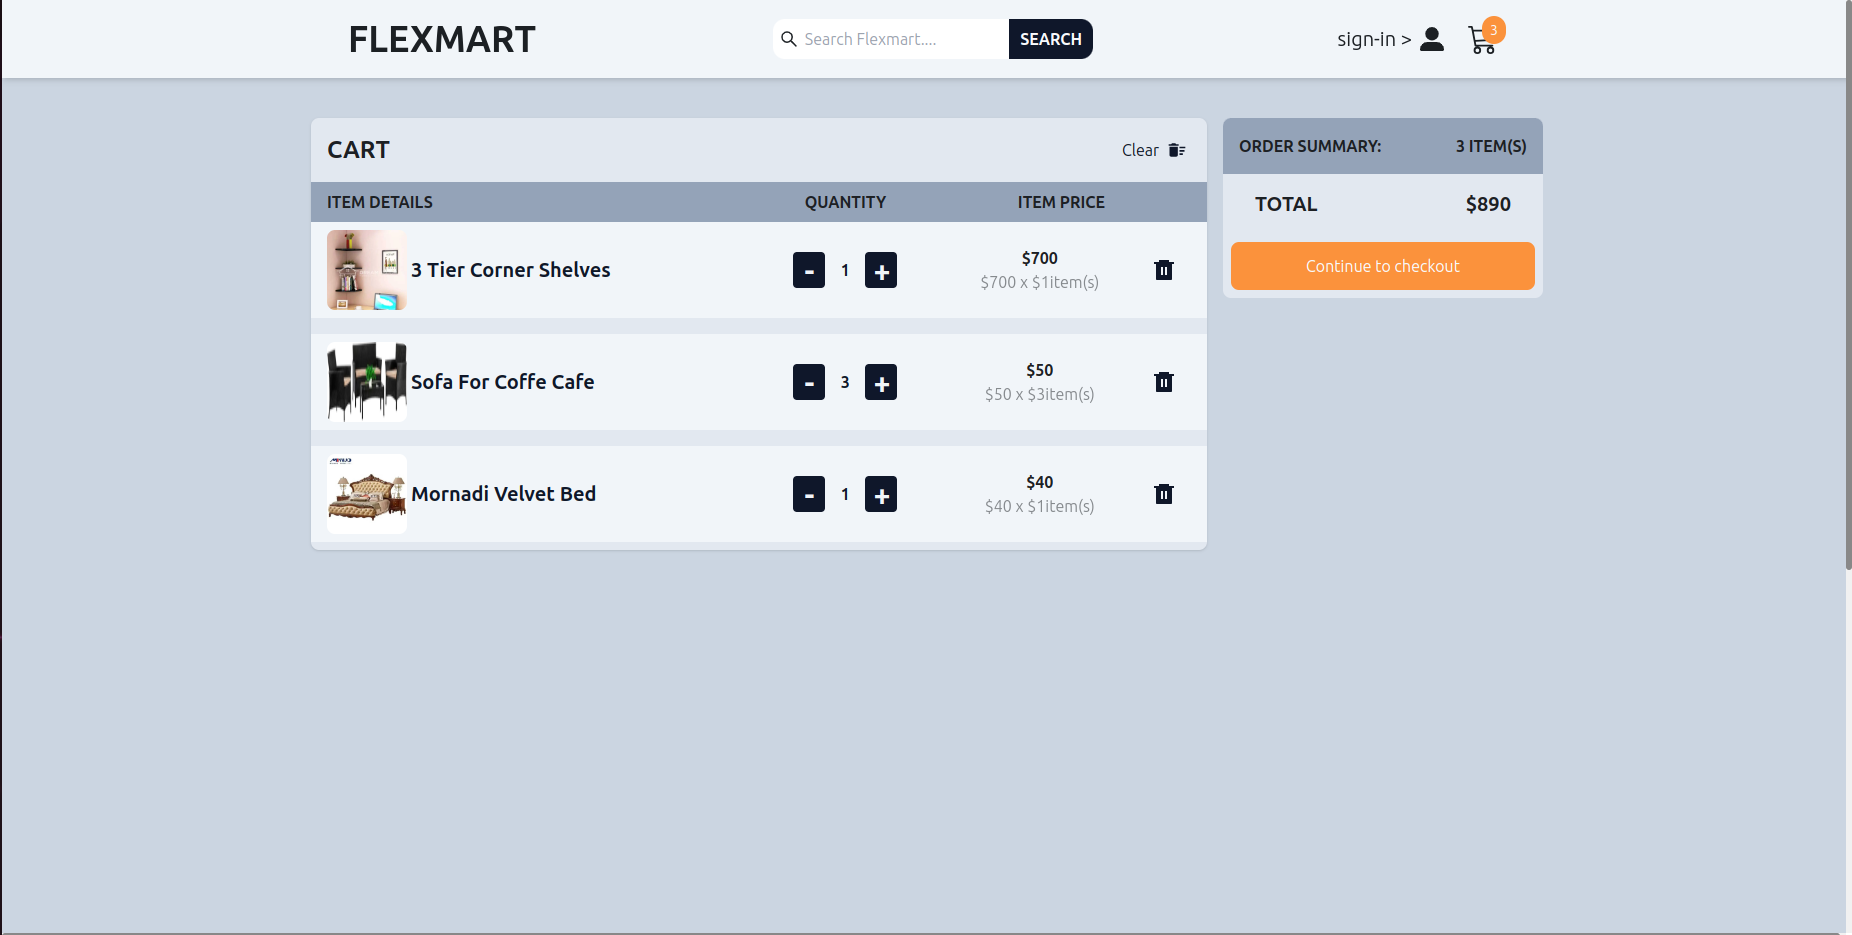 FLEXMART
Search Flexmart....
SEARCH
sign-in >
3
CART
Clear
ITEM DETAILS
QUANTITY
ITEM PRICE
3 Tier Corner Shelves
-
1
+
$700
$700 x $1item(s)
Sofa For Coffe Cafe
-
3
+
$50
$50 x $3item(s)
Mornadi Velvet Bed
-
1
+
$40
$40 x $1item(s)
ORDER SUMMARY:
3 ITEM(S)
TOTAL
$890
Continue to checkout